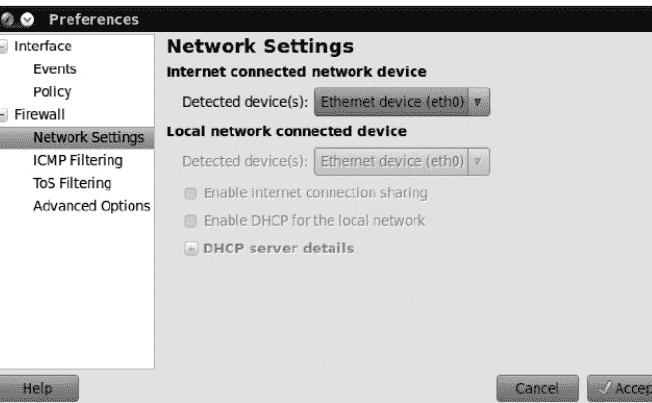 Preferences
Interface
Events
Policy
Firewall
Network Settings
ICMP Filtering
ToS Filtering
Advanced Options
Network Settings
Internet connected network device
Detected device(s): Ethernet device (eth0)
Local network connected device
Detected device(s): Ethernet device (eth0)
Enable Internet connection sharing
Enable DHCP for the local network
DHCP server details
Help
Cancel
Accep